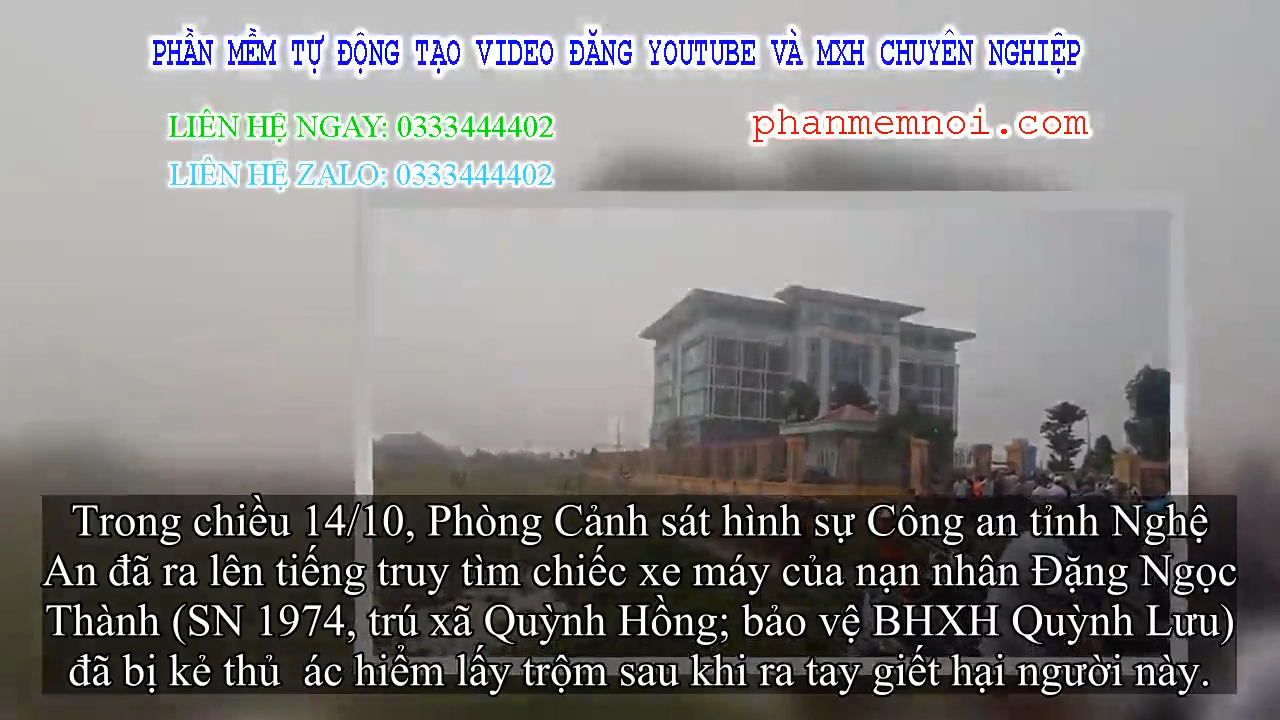 PHẦN MỀM TỰ ĐỘNG TẠO VIDEO ĐĂNG YOUTUBE VÀ MXH CHUYÊN NGHIỆP
LIÊN HỆ NGAY: 0333444402
phanmemnoi.com
LIÊN HỆ ZALO: 0333444402
Trong chiều 14/10, Phòng Cảnh sát hình sự Công an tỉnh Nghệ
An đã ra lên tiếng truy tìm chiếc xe máy của nạn nhân Đặng Ngọc
Thành (SN 1974, trú xã Quỳnh Hồng; bảo vệ BHXH Quỳnh Lưu)
đã bị kẻ thủ  ác hiểm lấy trộm sau khi ra tay giết hại người này.